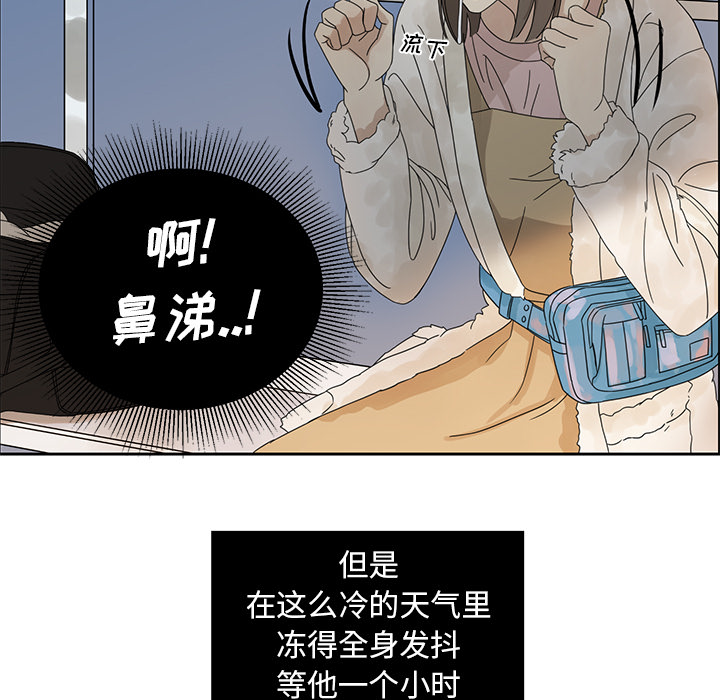 流下
啊!
鼻涕..!
但是
在这么冷的天气里
冻得全身发抖
等他一个小时